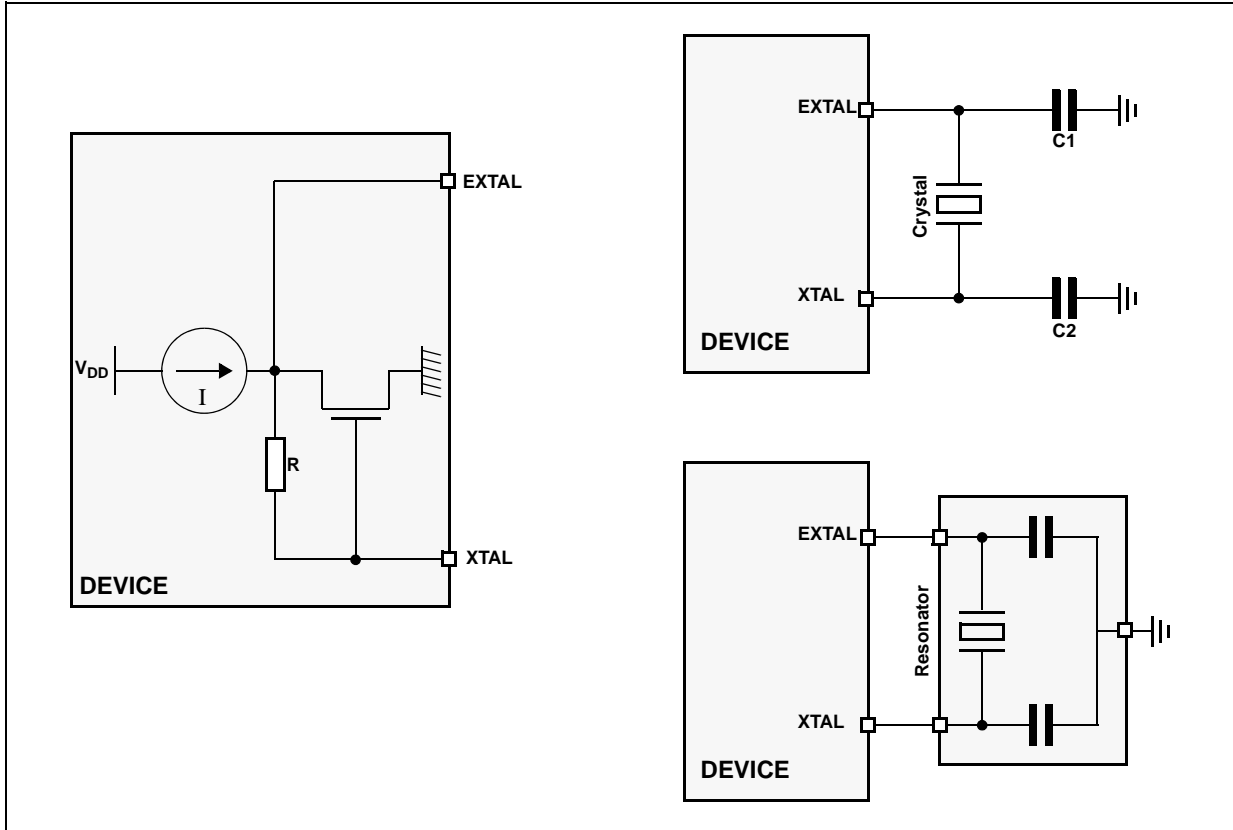 EXTAL
V_DD
I
R
XTAL
DEVICE
EXTAL
C1
Crystal
XTAL
C2
DEVICE
EXTAL
Resonator
XTAL
DEVICE